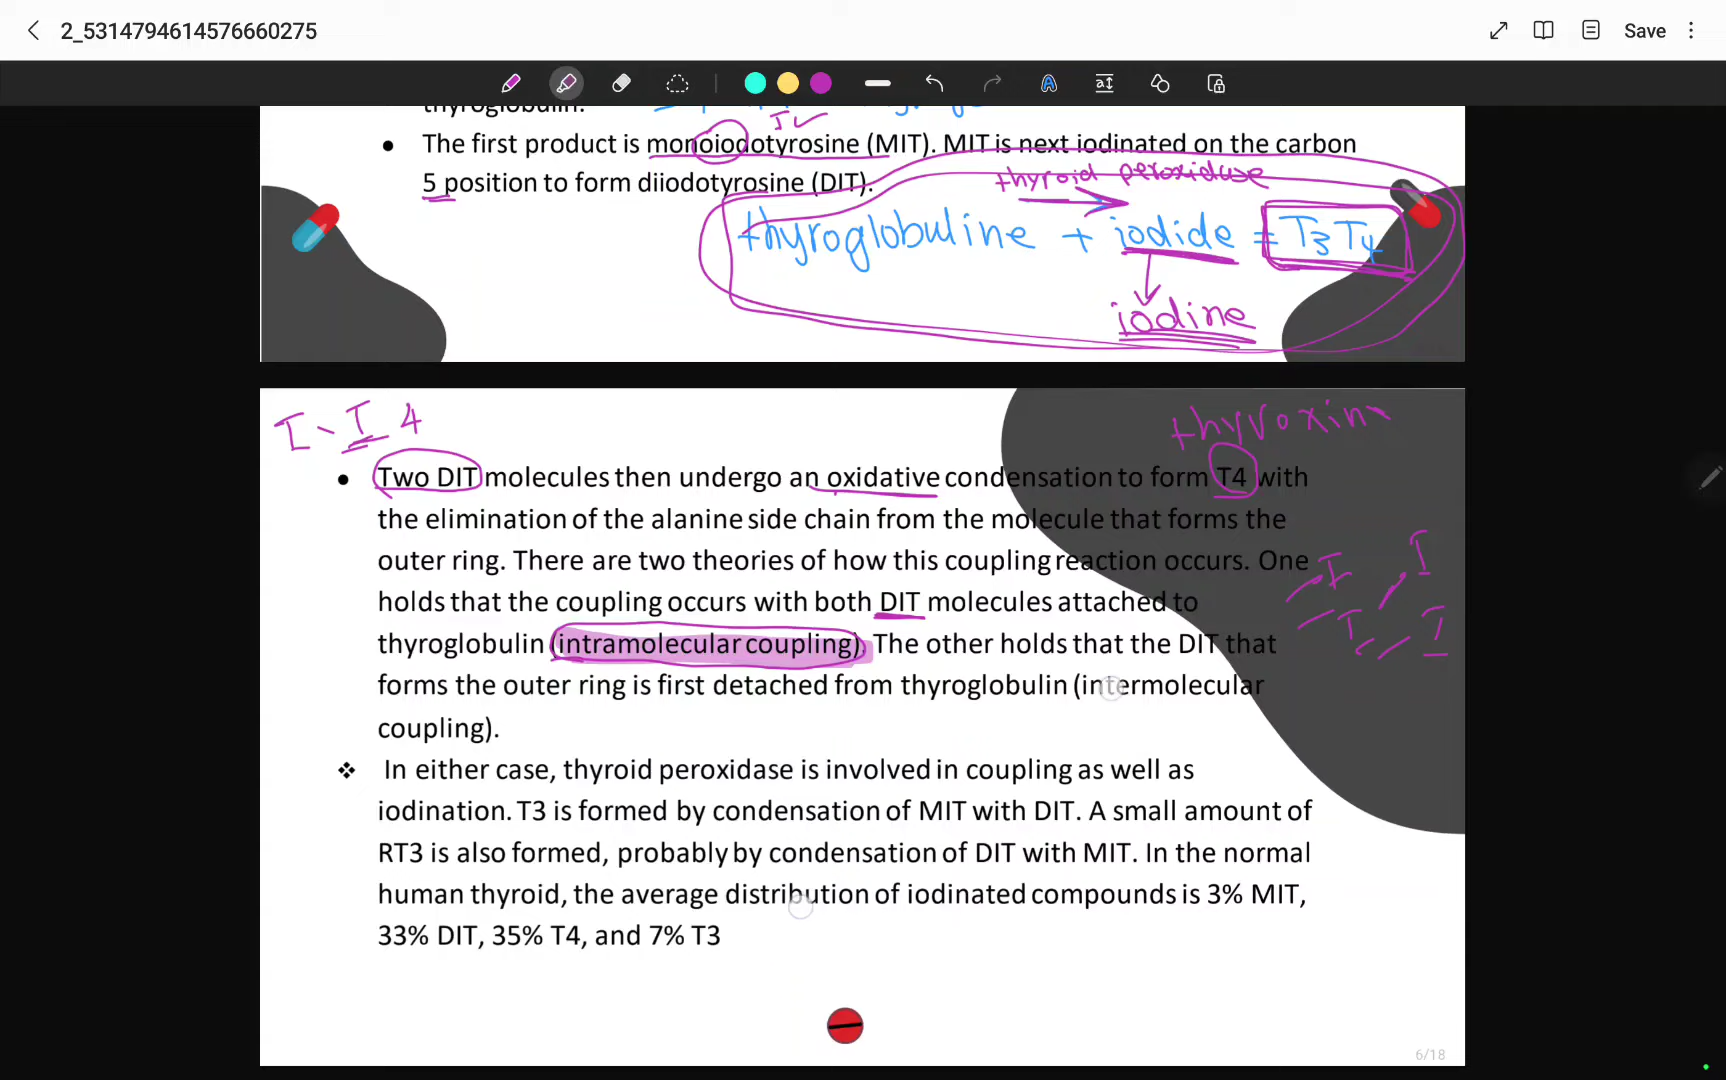 2_5314794614576660275
Save
thyroglobulin.
I
• The first product is monoiodotyrosine (MIT). MIT is next iodinated on the carbon
5 position to form diiodotyrosine (DIT).
thyroid peroxidase
thyroglobuline + iodide = T3 T4
iodine
I - I 4
thyroxin
• Two DIT molecules then undergo an oxidative condensation to form T4 with
the elimination of the alanine side chain from the molecule that forms the
outer ring. There are two theories of how this coupling reaction occurs. One
holds that the coupling occurs with both DIT molecules attached to
thyroglobulin (intramolecular coupling). The other holds that the DIT that
forms the outer ring is first detached from thyroglobulin (intermolecular
coupling).
I I
I I
❖ In either case, thyroid peroxidase is involved in coupling as well as
iodination. T3 is formed by condensation of MIT with DIT. A small amount of
RT3 is also formed, probably by condensation of DIT with MIT. In the normal
human thyroid, the average distribution of iodinated compounds is 3% MIT,
33% DIT, 35% T4, and 7% T3
6/18